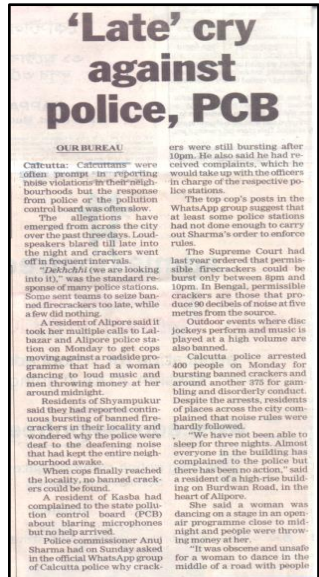 ‘Late’ cry
against
police, PCB
OUR BUREAU
Calcutta: Calcuttans were
often prompt in reporting
noise violations in their neigh-
bourhoods but the response
from police or the pollution
control board was often slow.
The allegations have
emerged from across the city
over the past three days. Loud-
speakers blared till late into
the night and crackers went
off in frequent intervals.
“Dekhchhi (we are looking
into it),” was the standard re-
sponse of many police stations.
Some sent teams to seize ban-
ned firecrackers too late, while
a few did nothing.
A resident of Alipore said it
took her multiple calls to Lal-
bazar and Alipore police sta-
tion on Monday to get cops
moving against a roadside pro-
gramme that had a woman
dancing to loud music and
men throwing money at her
around midnight.
Residents of Shyampukur
said they had reported contin-
uous bursting of banned fire-
crackers in their locality and
wondered why the police were
deaf to the deafening noise
that had kept the entire neigh-
bourhood awake.
When cops finally reached
the locality, no banned crack-
ers could be found.
A resident of Kasba had
complained to the state pollu-
tion control board (PCB)
about blaring microphones
but no help arrived.
Police commissioner Anuj
Sharma had on Sunday asked
in the official WhatsApp group
of Calcutta police why crack-
ers were still bursting after
10pm. He also said he had re-
ceived complaints, which he
would take up with the officers
in charge of the respective po-
lice stations.
The top cop’s posts in the
WhatsApp group suggest that
at least some police stations
had not done enough to carry
out Sharma’s order to enforce
rules.
The Supreme Court had
last year ordered that permis-
sible firecrackers could be
burst only between 8pm and
10pm. In Bengal, permissible
crackers are those that pro-
duce 90 decibels of noise at five
metres from the source.
Outdoor events where disc
jockeys perform and music is
played at a high volume are
also banned.
Calcutta police arrested
400 people on Monday for
bursting banned crackers and
around another 375 for gam-
bling and disorderly conduct.
Despite the arrests, residents
of places across the city com-
plained that noise rules were
hardly followed.
“We have not been able to
sleep for three nights. Almost
everyone in the building has
complained to the police but
there has been no action,” said
a resident of a high-rise build-
ing on Burdwan Road, in the
heart of Alipore.
She said a woman was
dancing on a stage in an open-
air programme close to mid-
night and people were throw-
ing money at her.
“It was obscene and unsafe
for a woman to dance in the
middle of a road with people